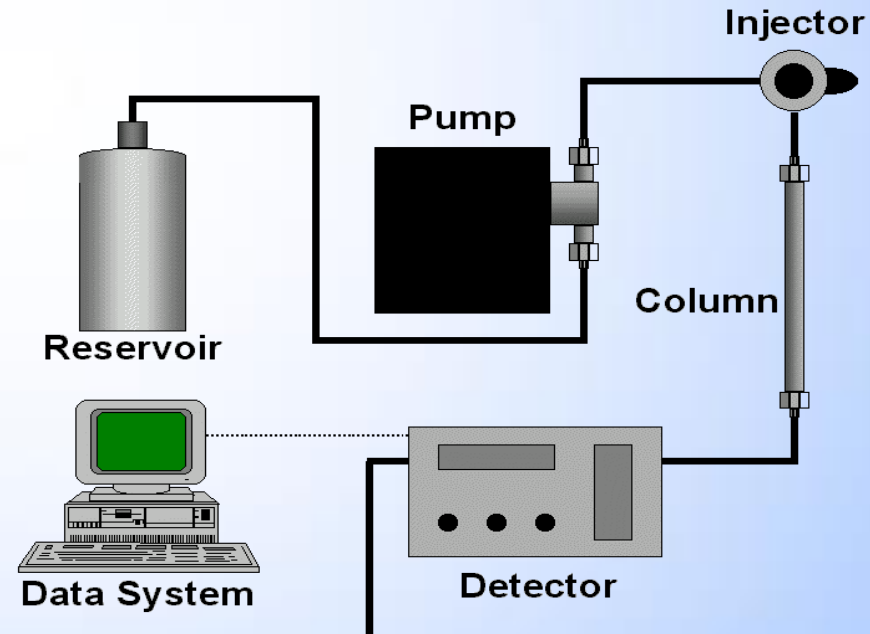 Injector
Pump
Column
Reservoir
Data System
Detector